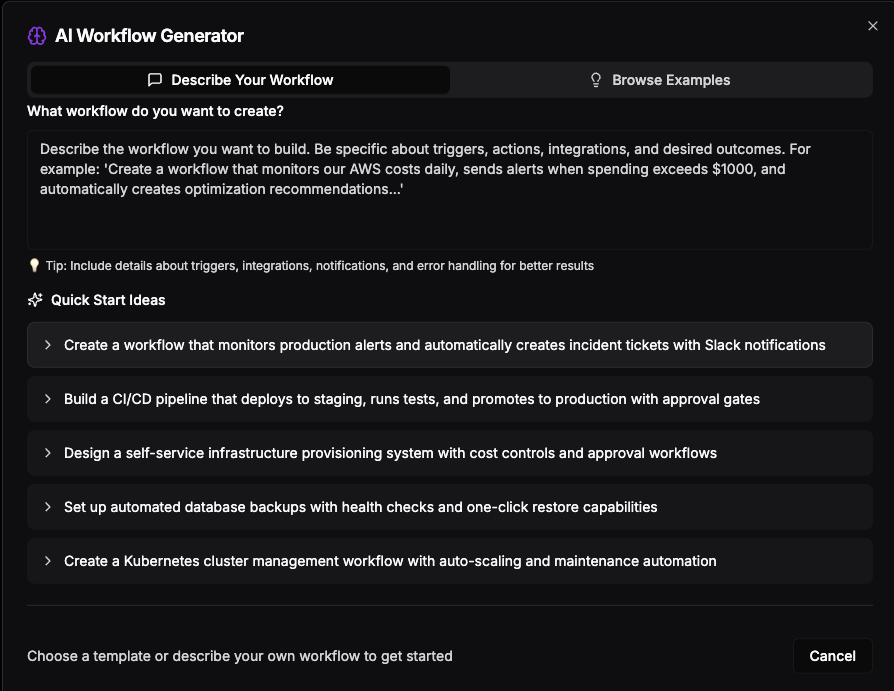 AI Workflow Generator
Describe Your Workflow
Browse Examples
What workflow do you want to create?
Describe the workflow you want to build. Be specific about triggers, actions, integrations, and desired outcomes. For
example: 'Create a workflow that monitors our AWS costs daily, sends alerts when spending exceeds $1000, and
automatically creates optimization recommendations...'
Tip: Include details about triggers, integrations, notifications, and error handling for better results
Quick Start Ideas
Create a workflow that monitors production alerts and automatically creates incident tickets with Slack notifications
Build a CI/CD pipeline that deploys to staging, runs tests, and promotes to production with approval gates
Design a self-service infrastructure provisioning system with cost controls and approval workflows
Set up automated database backups with health checks and one-click restore capabilities
Create a Kubernetes cluster management workflow with auto-scaling and maintenance automation
Choose a template or describe your own workflow to get started
Cancel